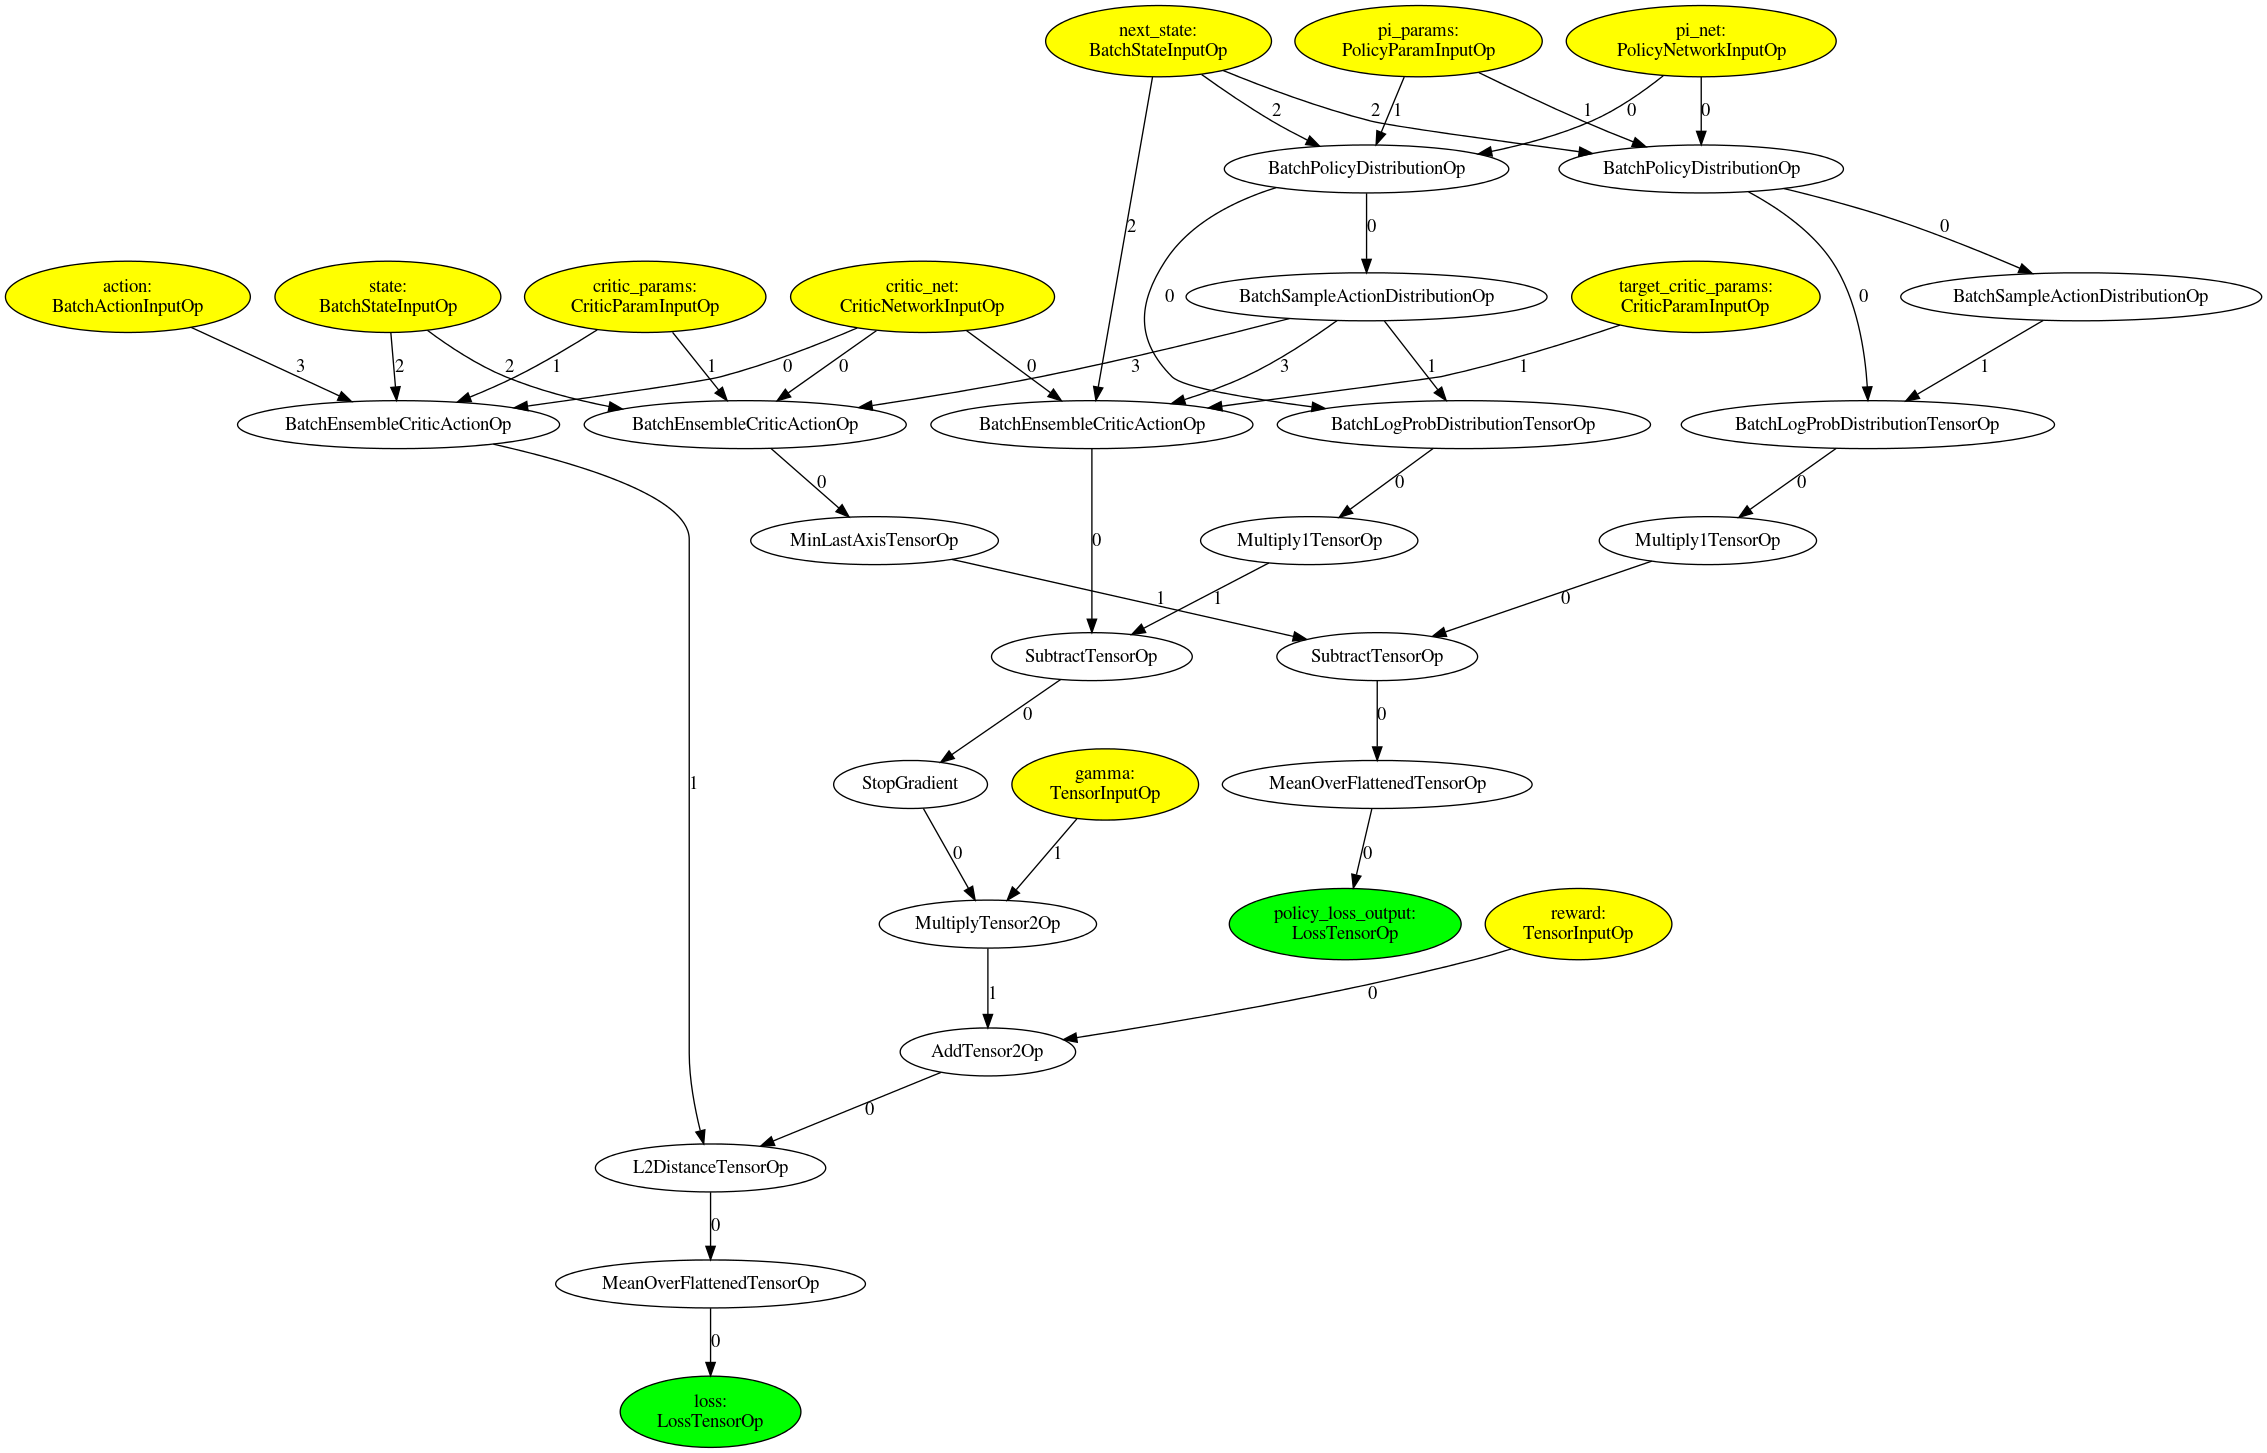 next_state:
BatchStateInputOp
pi_params:
PolicyParamInputOp
pi_net:
PolicyNetworkInputOp
2
1
2
1
0
0
BatchPolicyDistributionOp
BatchPolicyDistributionOp
2
0
0
action:
BatchActionInputOp
state:
BatchStateInputOp
critic_params:
CriticParamInputOp
critic_net:
CriticNetworkInputOp
0
BatchSampleActionDistributionOp
target_critic_params:
CriticParamInputOp
0
BatchSampleActionDistributionOp
3
2
2
1
1
0
0
0
3
3
1
1
1
BatchEnsembleCriticActionOp
BatchEnsembleCriticActionOp
BatchEnsembleCriticActionOp
BatchLogProbDistributionTensorOp
BatchLogProbDistributionTensorOp
0
0
0
MinLastAxisTensorOp
0
Multiply1TensorOp
Multiply1TensorOp
1
1
0
SubtractTensorOp
SubtractTensorOp
0
0
1
StopGradient
gamma:
TensorInputOp
MeanOverFlattenedTensorOp
0
1
0
MultiplyTensor2Op
policy_loss_output:
LossTensorOp
reward:
TensorInputOp
1
0
AddTensor2Op
0
L2DistanceTensorOp
0
MeanOverFlattenedTensorOp
0
loss:
LossTensorOp